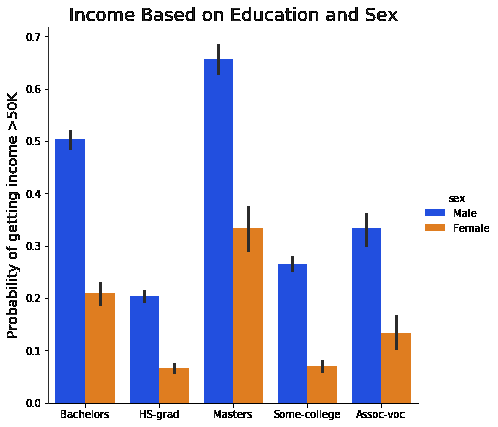 Income Based on Education and Sex
Probability of getting income >50K
0.7
0.6
0.5
0.4
0.3
0.2
0.1
0.0
Bachelors
HS-grad
Masters
Some-college
Assoc-voc
sex
Male
Female